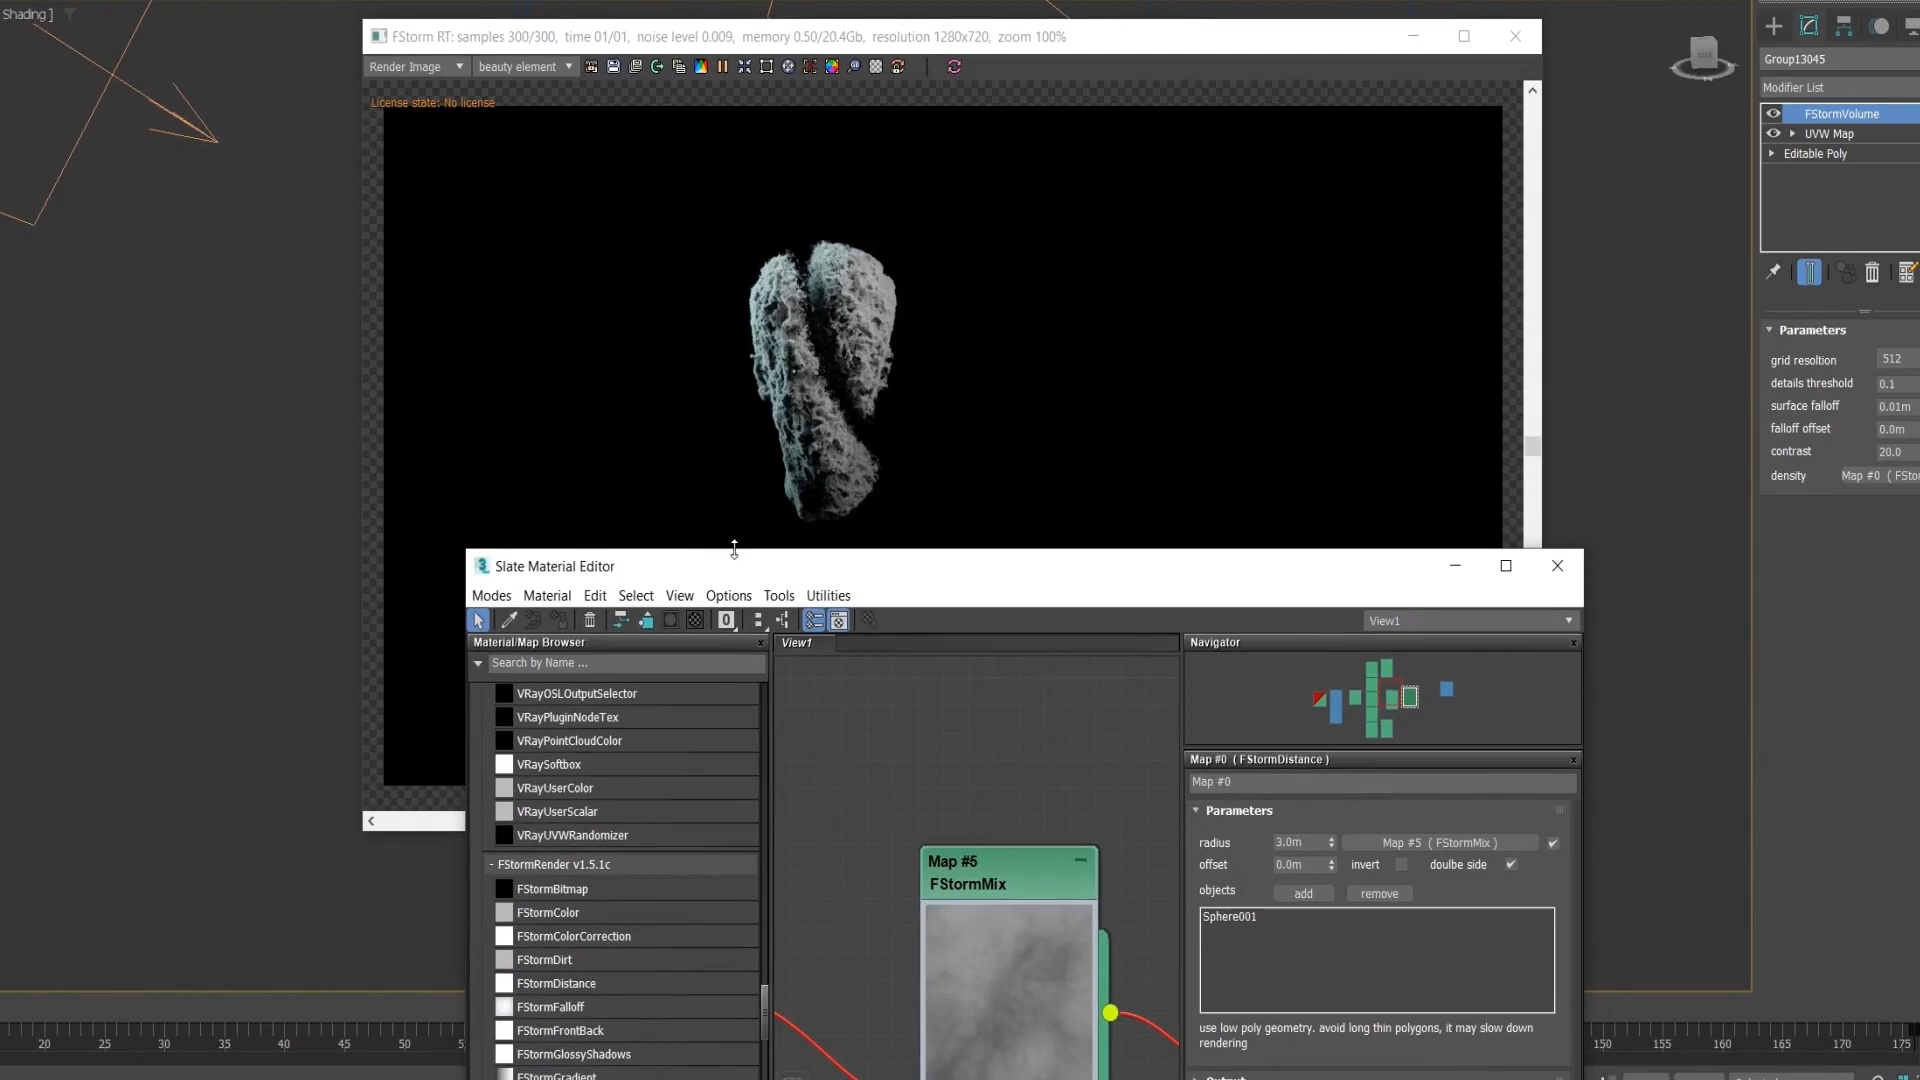 Shading ]
FStorm RT: samples 300/300, time 01/01, noise level 0.009, memory 0.50/20.4Gb, resolution 1280x720, zoom 100%
Render Image
beauty element
License state: No license
Group13045
Modifier List
FStormVolume
UVW Map
Editable Poly
Parameters
grid resoltion 512
details threshold 0.1
surface falloff 0.01m
falloff offset 0.0m
contrast 20.0
density Map #0 ( FStor
Slate Material Editor
Modes Material Edit Select View Options Tools Utilities
View1
Material/Map Browser
Search by Name ...
VRayOSLOutputSelector
VRayPluginNodeTex
VRayPointCloudColor
VRaySoftbox
VRayUserColor
VRayUserScalar
VRayUVWRandomizer
- FStormRender v1.5.1c
FStormBitmap
FStormColor
FStormColorCorrection
FStormDirt
FStormDistance
FStormFalloff
FStormFrontBack
FStormGlossyShadows
FStormGradient
View1
Map #5
FStormMix
Navigator
Map #0 ( FStormDistance )
Map #0
Parameters
radius 3.0m Map #5 ( FStormMix )
offset 0.0m invert doulbe side
objects add remove
Sphere001
use low poly geometry. avoid long thin polygons, it may slow down
rendering
Output
20 25 30 35 40 45 50
150 155 160 165 170 175